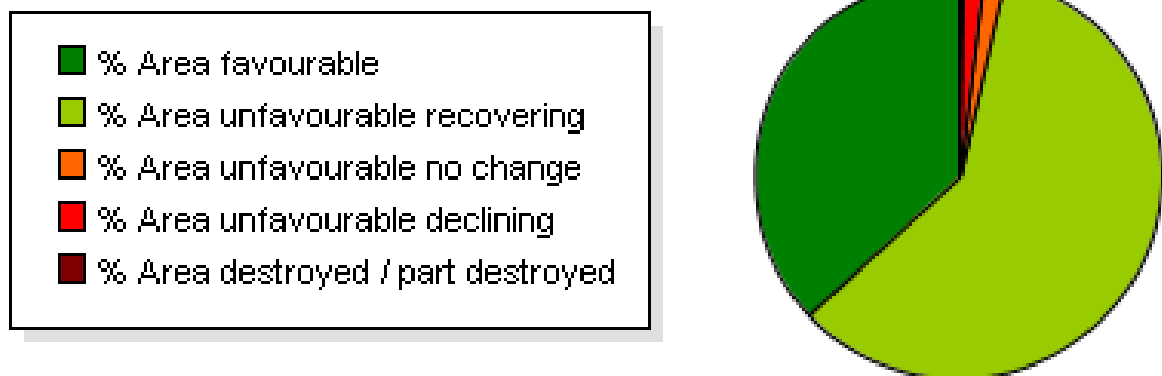 % Area favourable
% Area unfavourable recovering
% Area unfavourable no change
% Area unfavourable declining
% Area destroyed / part destroyed